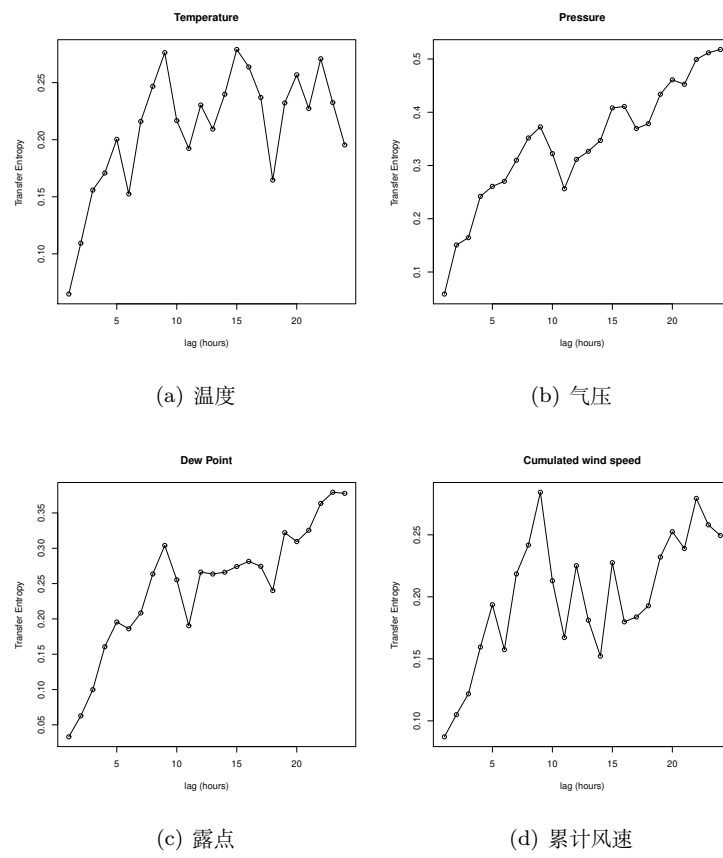 Temperature
Transfer Entropy
0.10 0.15 0.20 0.25
5 10 15 20
lag (hours)
(a) 温度
Pressure
Transfer Entropy
0.1 0.2 0.3 0.4 0.5
5 10 15 20
lag (hours)
(b) 气压
Dew Point
Transfer Entropy
0.05 0.10 0.15 0.20 0.25 0.30 0.35
5 10 15 20
lag (hours)
(c) 露点
Cumulated wind speed
Transfer Entropy
0.10 0.15 0.20 0.25
5 10 15 20
lag (hours)
(d) 累计风速